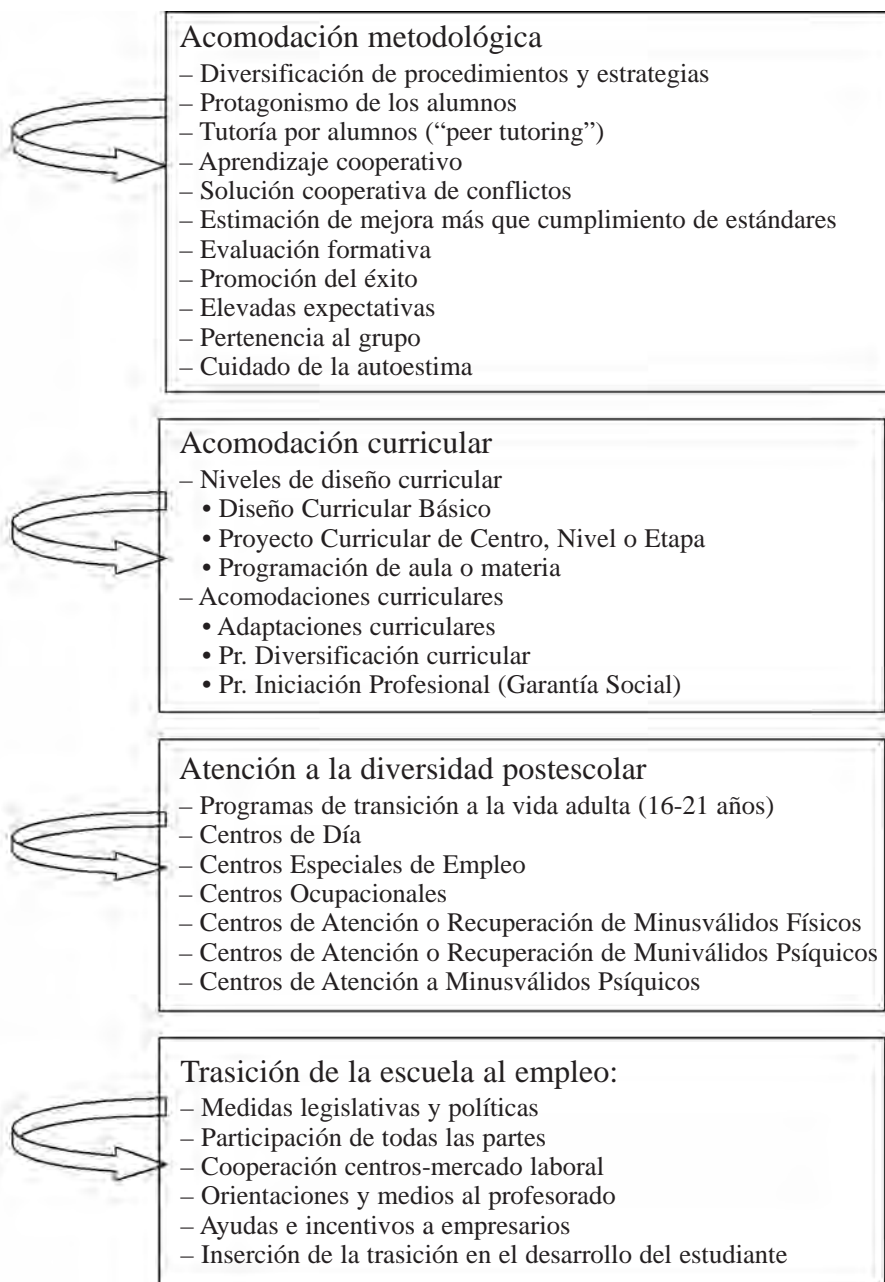 Acomodación metodológica
– Diversificación de procedimientos y estrategias
– Protagonismo de los alumnos
– Tutoría por alumnos (“peer tutoring”)
– Aprendizaje cooperativo
– Solución cooperativa de conflictos
– Estimación de mejora más que cumplimiento de estándares
– Evaluación formativa
– Promoción del éxito
– Elevadas expectativas
– Pertenencia al grupo
– Cuidado de la autoestima
Acomodación curricular
– Niveles de diseño curricular
• Diseño Curricular Básico
• Proyecto Curricular de Centro, Nivel o Etapa
• Programación de aula o materia
– Acomodaciones curriculares
• Adaptaciones curriculares
• Pr. Diversificación curricular
• Pr. Iniciación Profesional (Garantía Social)
Atención a la diversidad postescolar
– Programas de transición a la vida adulta (16-21 años)
– Centros de Día
– Centros Especiales de Empleo
– Centros Ocupacionales
– Centros de Atención o Recuperación de Minusválidos Físicos
– Centros de Atención o Recuperación de Muniválidos Psíquicos
– Centros de Atención a Minusválidos Psíquicos
Trasición de la escuela al empleo:
– Medidas legislativas y políticas
– Participación de todas las partes
– Cooperación centros-mercado laboral
– Orientaciones y medios al profesorado
– Ayudas e incentivos a empresarios
– Inserción de la trasición en el desarrollo del estudiante